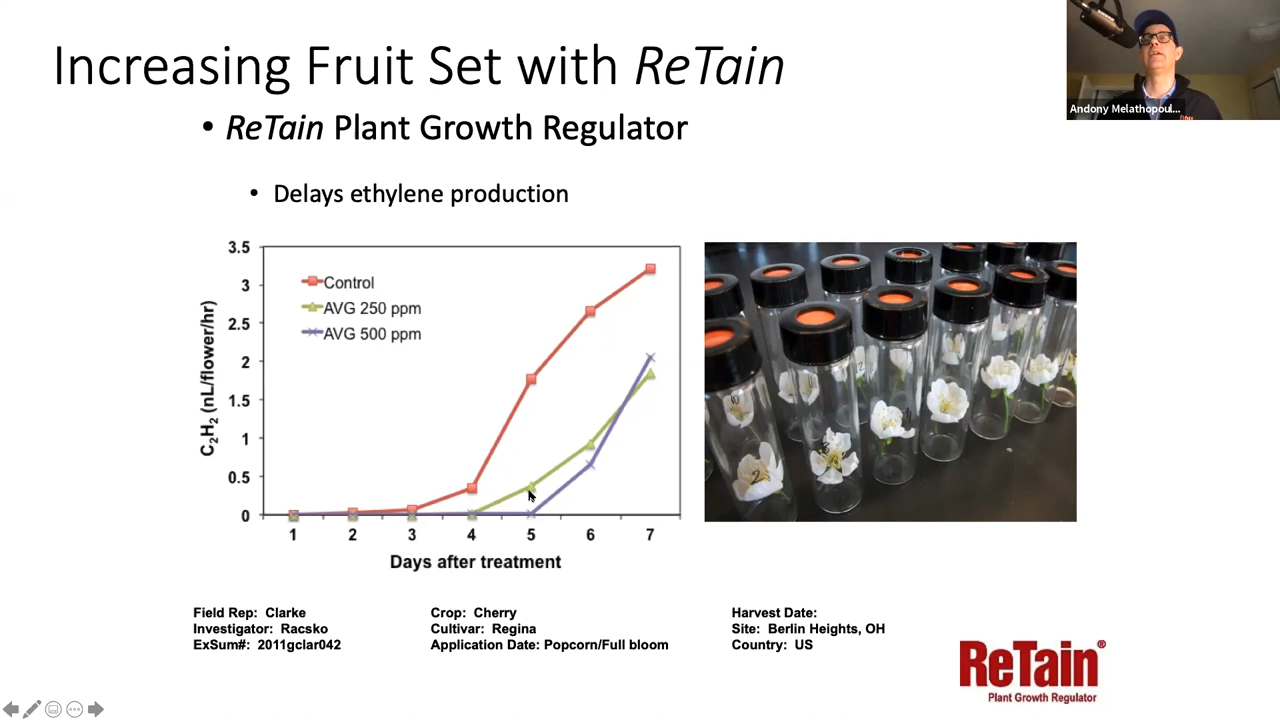 Increasing Fruit Set with ReTain
Andony Melathopoul...
• ReTain Plant Growth Regulator
• Delays ethylene production
3.5
3
2.5
2
1.5
1
0.5
0
C₂H₂ (nL/flower/hr)
Control
AVG 250 ppm
AVG 500 ppm
1 2 3 4 5 6 7
Days after treatment
10
2
3
Field Rep: Clarke
Investigator: Racsko
ExSum#: 2011gclar042
Crop: Cherry
Cultivar: Regina
Application Date: Popcorn/Full bloom
Harvest Date:
Site: Berlin Heights, OH
Country: US
ReTain®
Plant Growth Regulator